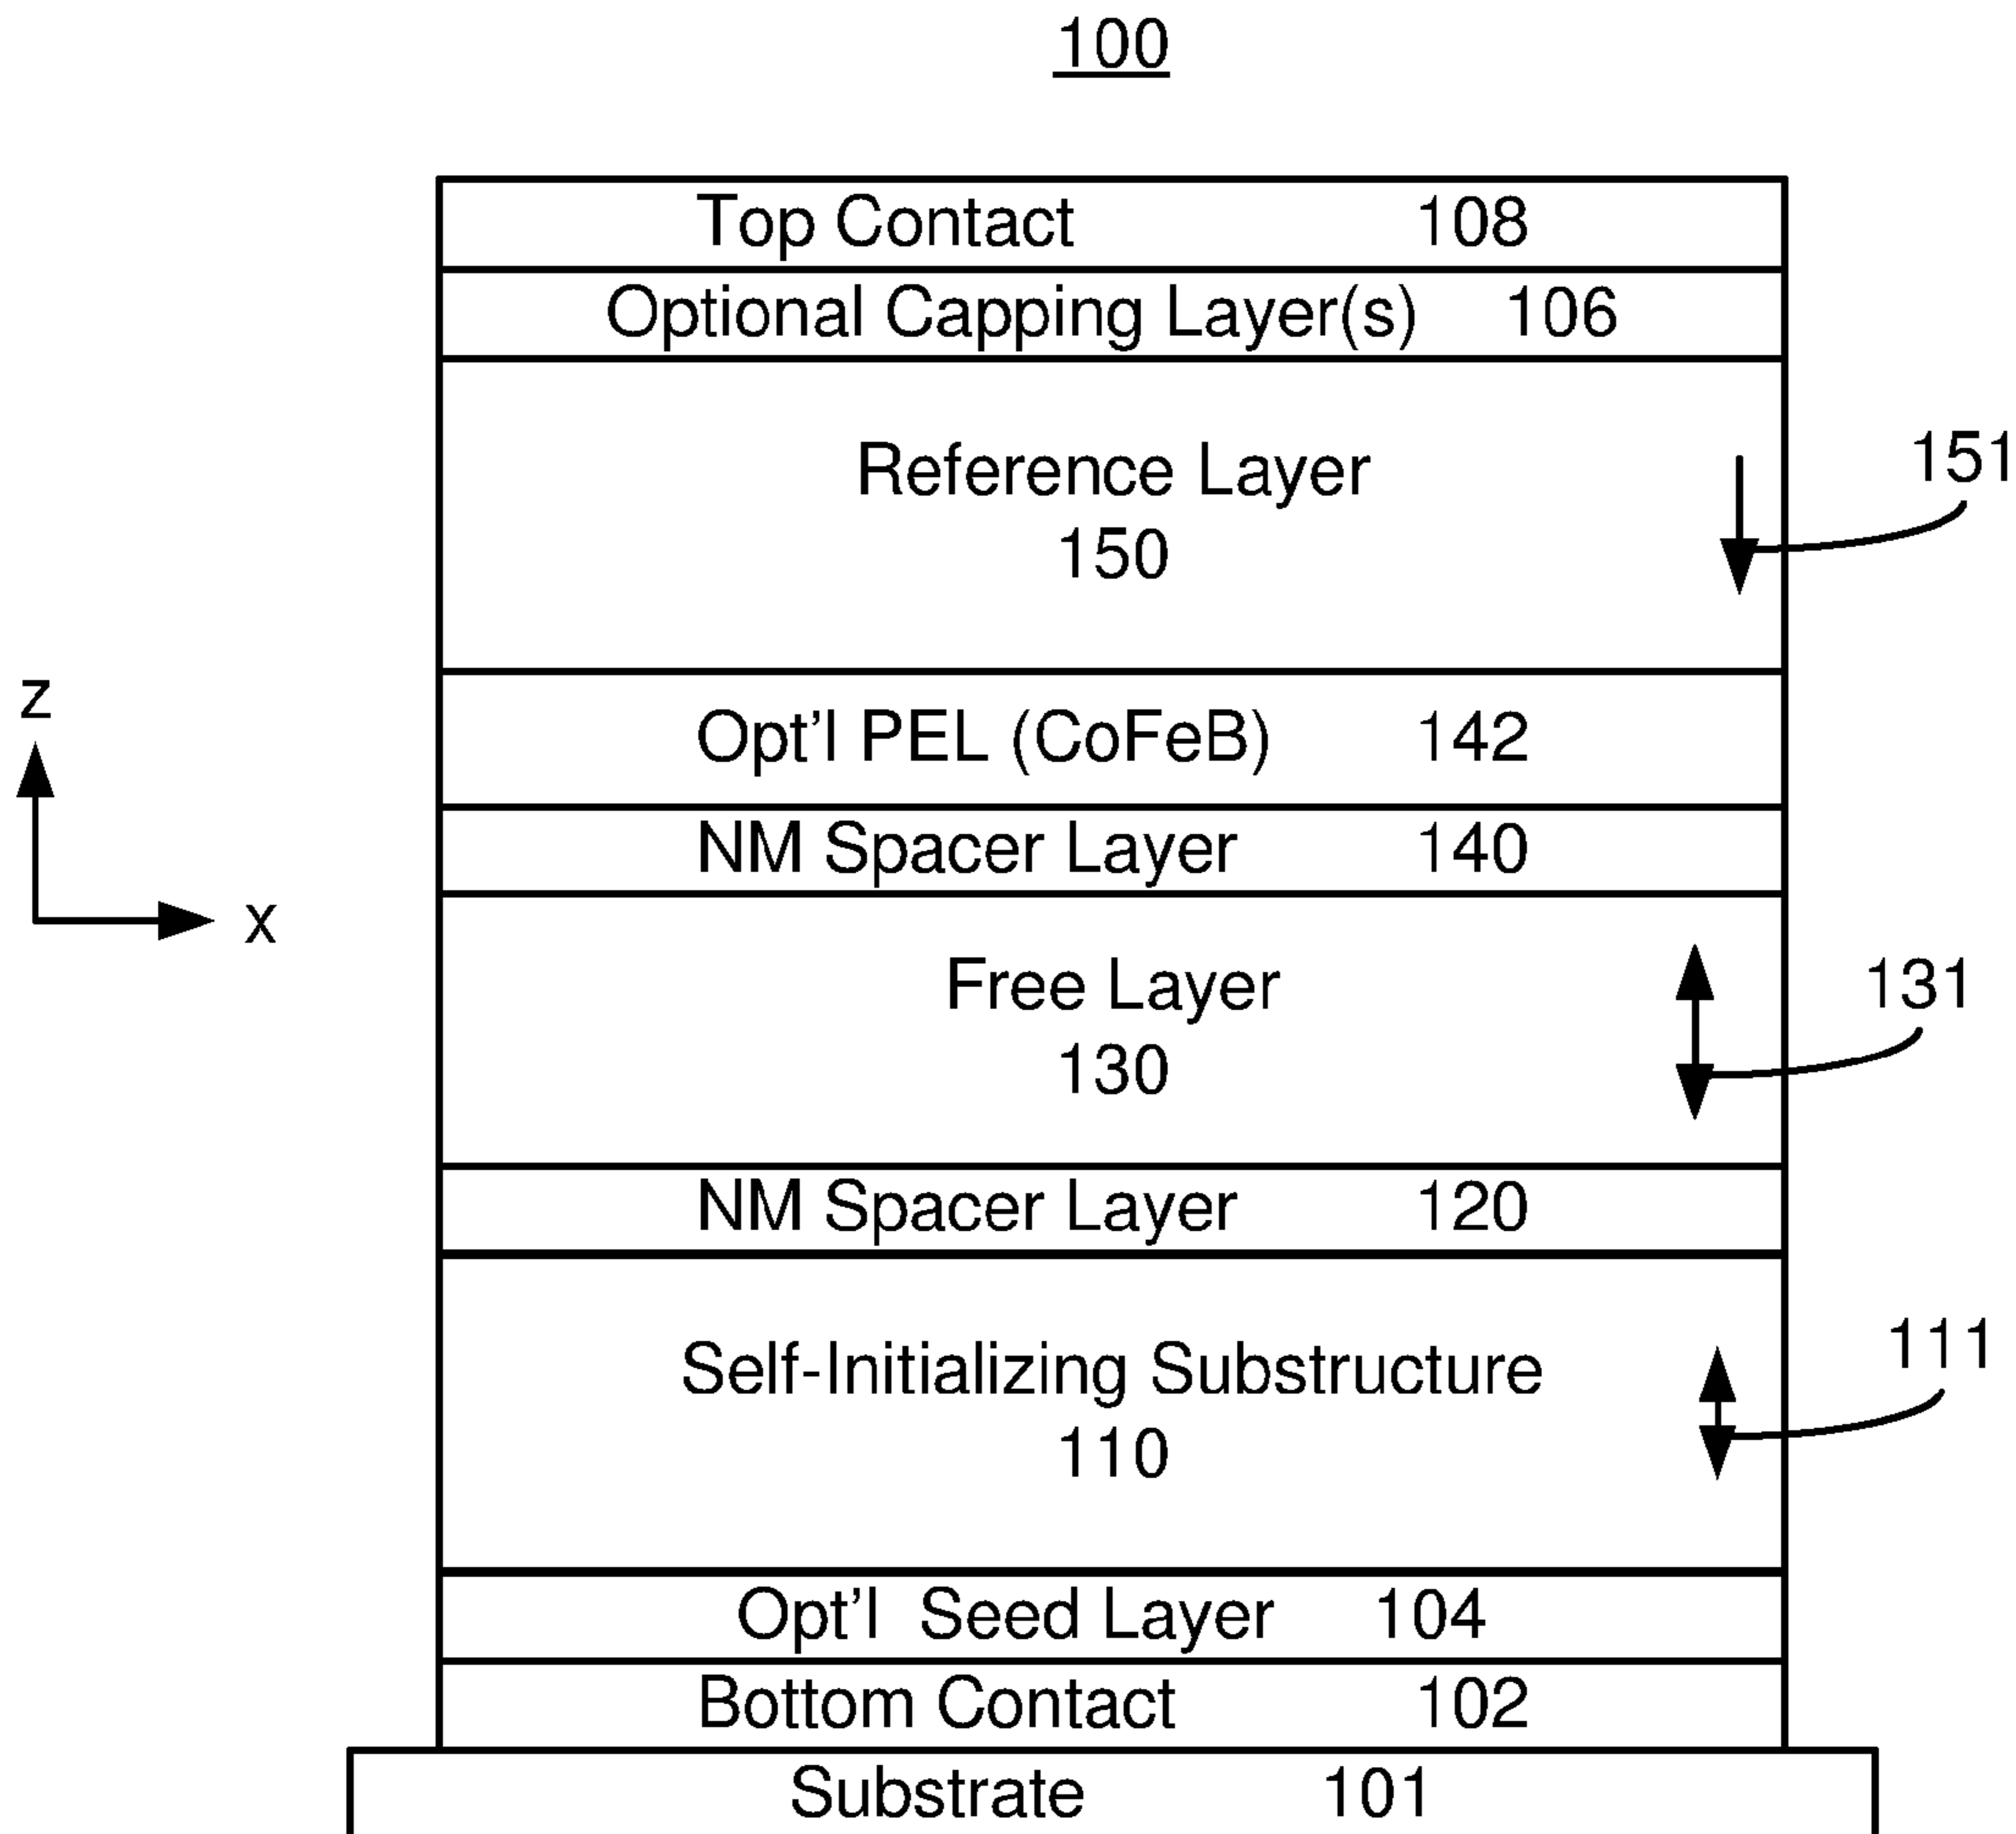 100
Top Contact 108
Optional Capping Layer(s) 106
Reference Layer
150
151
Opt'l PEL (CoFeB) 142
NM Spacer Layer 140
z
x
Free Layer
130
131
NM Spacer Layer 120
Self-Initializing Substructure
110
111
Opt'l Seed Layer 104
Bottom Contact 102
Substrate 101